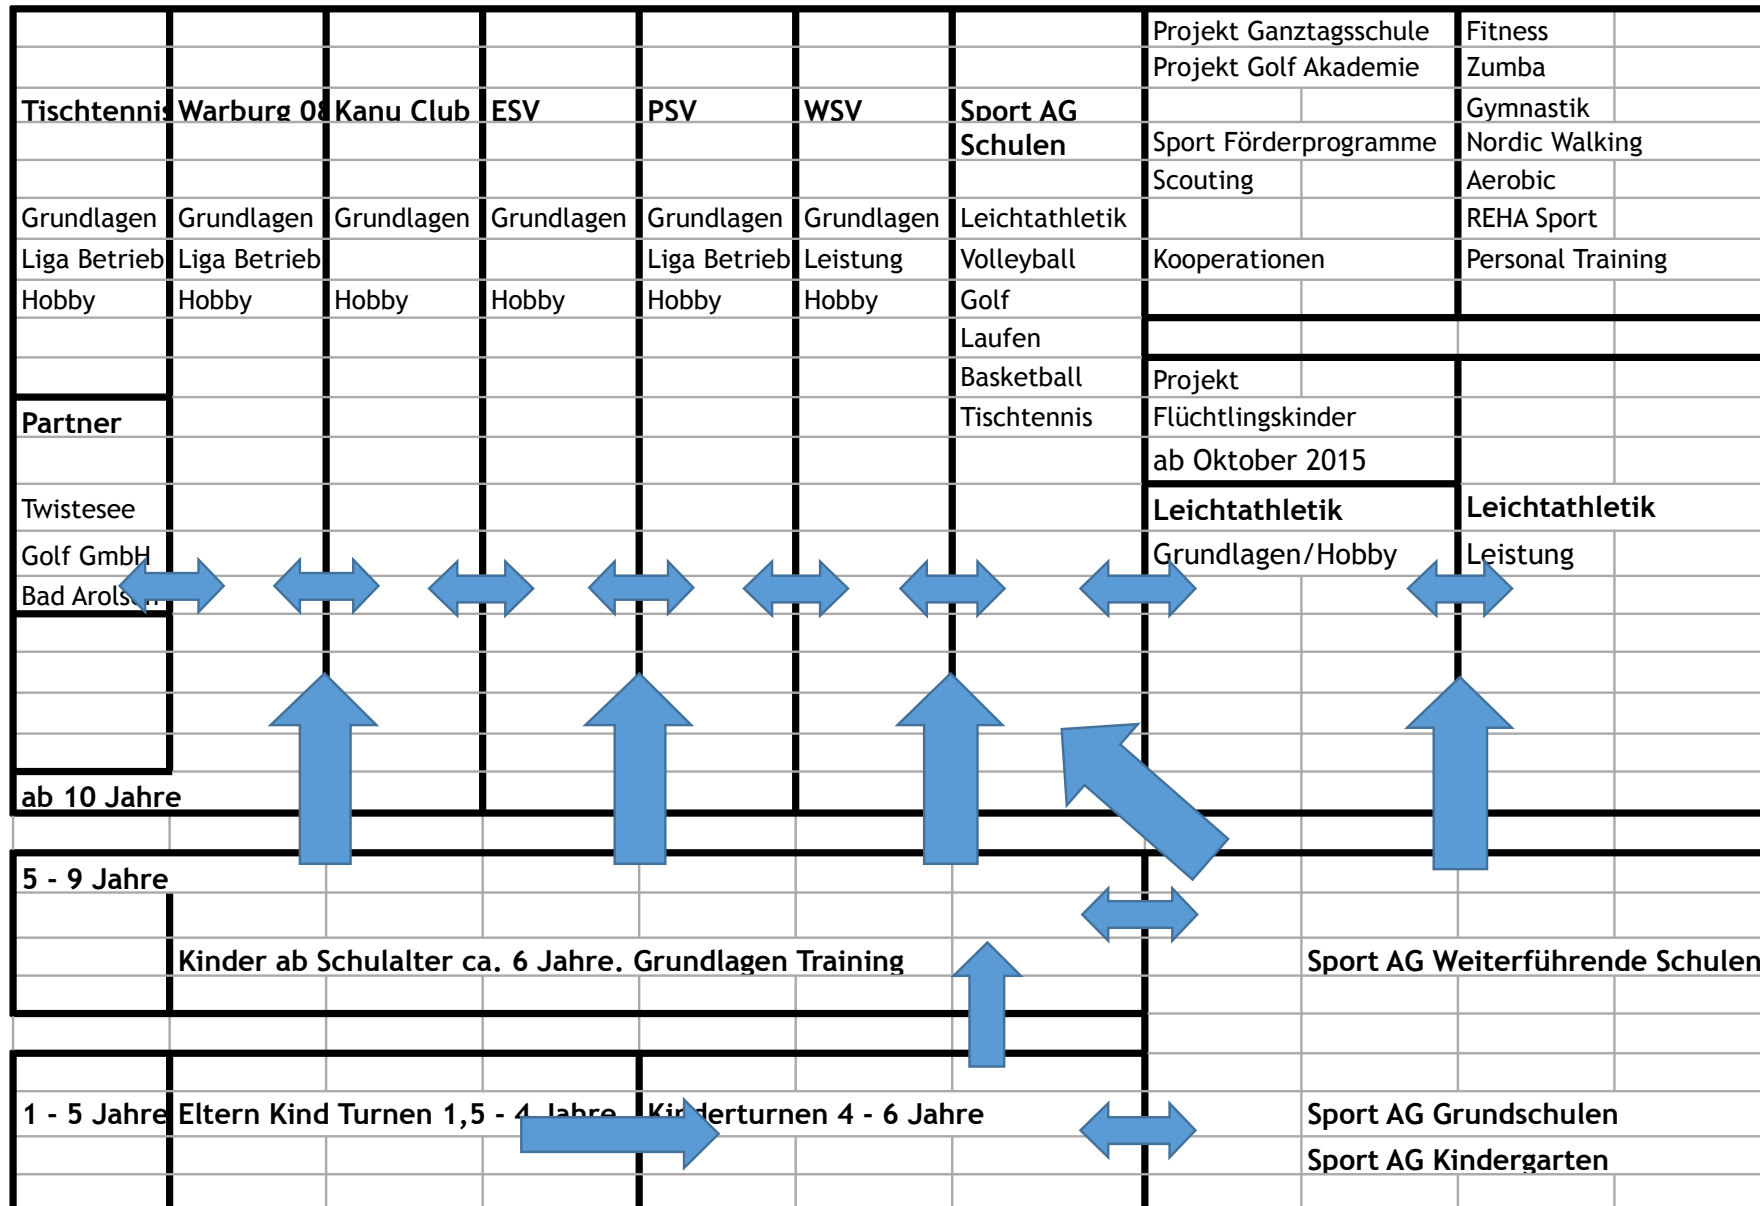 Projekt Ganztagsschule Fitness
Projekt Golf Akademie Zumba
Tischtennis Warburg 08 Kanu Club ESV PSV WSV Sport AG Gymnastik
Schulen Sport Förderprogramme Nordic Walking
Scouting Aerobic
Grundlagen Grundlagen Grundlagen Grundlagen Grundlagen Grundlagen Leichtathletik REHA Sport
Liga Betrieb Liga Betrieb Liga Betrieb Leistung Volleyball Kooperationen Personal Training
Hobby Hobby Hobby Hobby Hobby Hobby Golf
Laufen
Basketball Projekt
Partner Tischtennis Flüchtlingskinder
ab Oktober 2015
Twistesee Leichtathletik Leichtathletik
Golf GmbH Grundlagen/Hobby Leistung
Bad Arolsen
ab 10 Jahre
5 - 9 Jahre
Kinder ab Schulalter ca. 6 Jahre. Grundlagen Training Sport AG Weiterführende Schulen
1 - 5 Jahre Eltern Kind Turnen 1,5 - 4 Jahre Kinderturnen 4 - 6 Jahre Sport AG Grundschulen
Sport AG Kindergarten